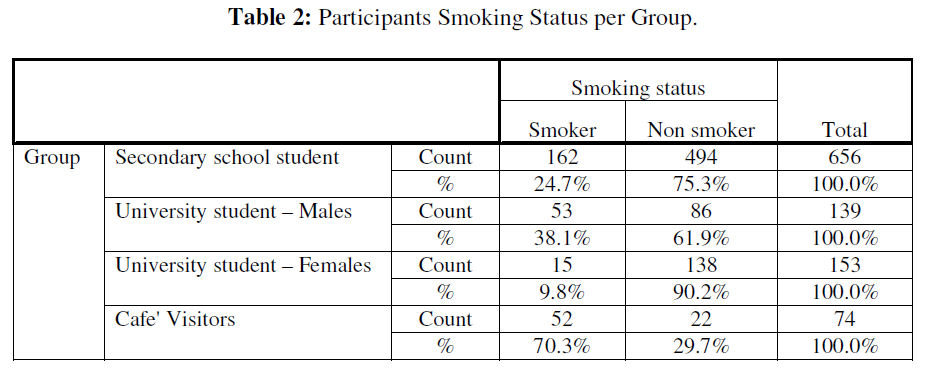 Table 2: Participants Smoking Status per Group.
Smoking status
Smoker Non smoker Total
Group Secondary school student Count 162 494 656
% 24.7% 75.3% 100.0%
University student – Males Count 53 86 139
% 38.1% 61.9% 100.0%
University student – Females Count 15 138 153
% 9.8% 90.2% 100.0%
Cafe' Visitors Count 52 22 74
% 70.3% 29.7% 100.0%